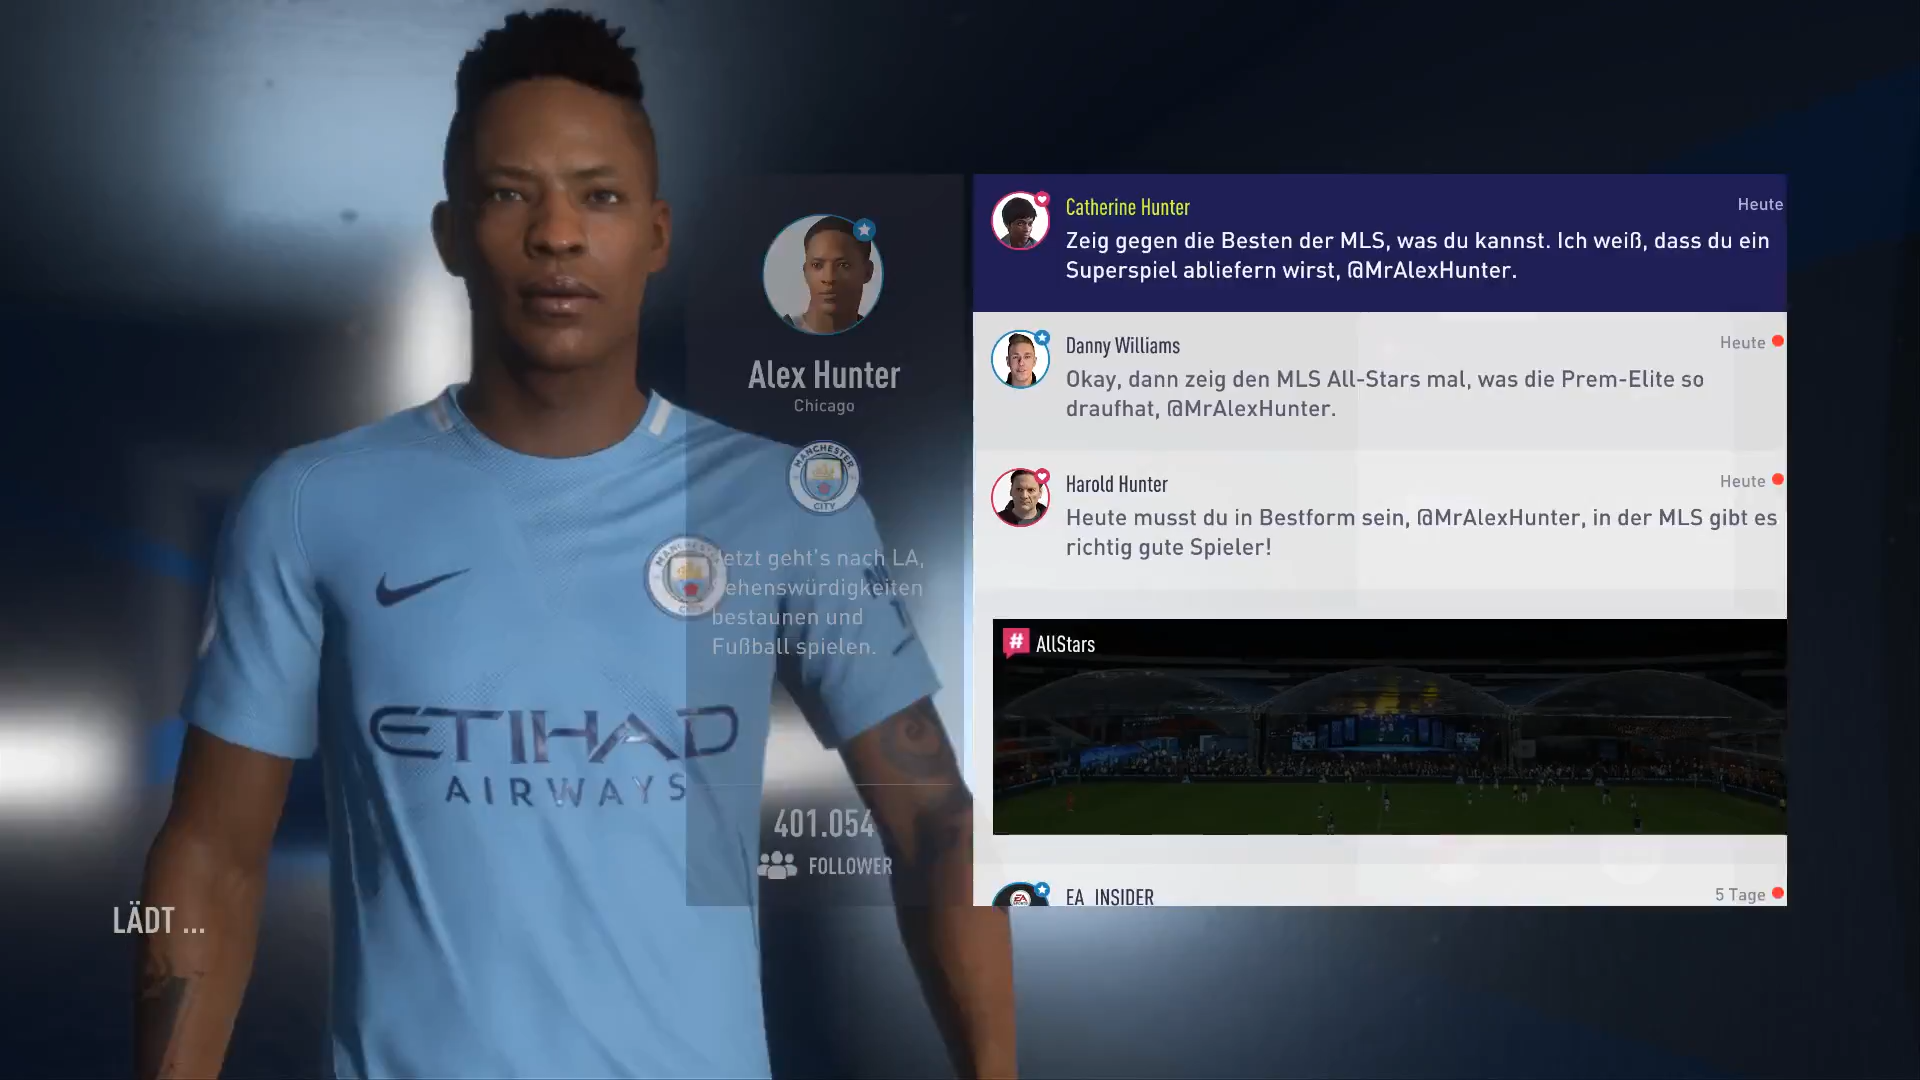 Catherine Hunter
Heute
Zeig gegen die Besten der MLS, was du kannst. Ich weiß, dass du ein
Superspiel abliefern wirst, @MrAlexHunter.
Danny Williams
Heute
Okay, dann zeig den MLS All-Stars mal, was die Prem-Elite so
draufhat, @MrAlexHunter.
Harold Hunter
Heute
Heute musst du in Bestform sein, @MrAlexHunter, in der MLS gibt es
richtig gute Spieler!
# AllStars
EA_INSIDER
5 Tage
Alex Hunter
Chicago
MANCHESTER
CITY
Jetzt geht's nach LA,
Sehenswürdigkeiten
bestaunen und
Fußball spielen.
401.054
FOLLOWER
ETIHAD
AIRWAYS
LÄDT ...